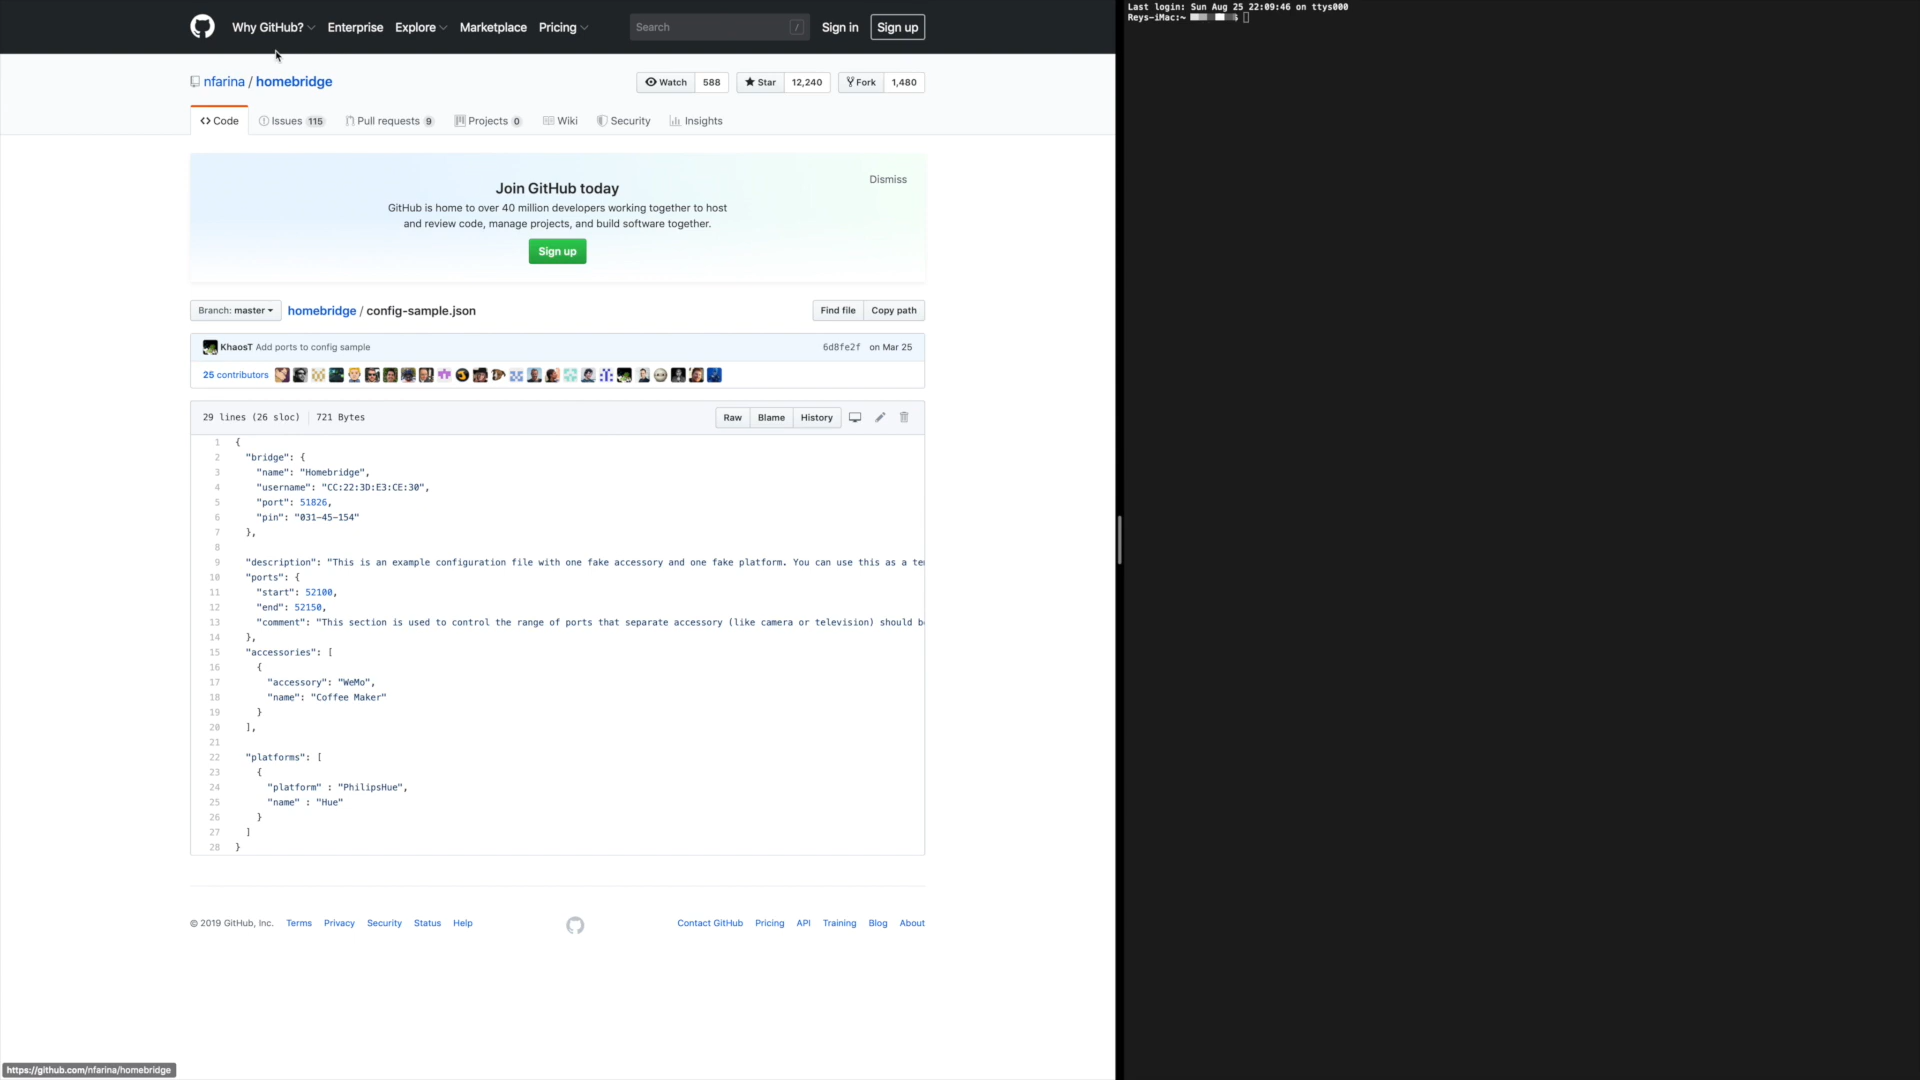 Why GitHub? Enterprise Explore Marketplace Pricing Search / Sign in Sign up
nfarina / homebridge
Watch 588 Star 12,240 Fork 1,480
Code Issues 115 Pull requests 9 Projects 0 Wiki Security Insights
Join GitHub today
Dismiss
GitHub is home to over 40 million developers working together to host
and review code, manage projects, and build software together.
Sign up
Branch: master homebridge / config-sample.json Find file Copy path
KhaosT Add ports to config sample 6d8fe2f on Mar 25
25 contributors
29 lines (26 sloc) 721 Bytes Raw Blame History
1 {
2 "bridge": {
3 "name": "Homebridge",
4 "username": "CC:22:3D:E3:CE:30",
5 "port": 51826,
6 "pin": "031-45-154"
7 },
8
9 "description": "This is an example configuration file with one fake accessory and one fake platform. You can use this as a te
10 "ports": {
11 "start": 52100,
12 "end": 52150,
13 "comment": "This section is used to control the range of ports that separate accessory (like camera or television) should b
14 },
15 "accessories": [
16 {
17 "accessory": "WeMo",
18 "name": "Coffee Maker"
19 }
20 ],
21
22 "platforms": [
23 {
24 "platform" : "PhilipsHue",
25 "name" : "Hue"
26 }
27 ]
28 }
© 2019 GitHub, Inc. Terms Privacy Security Status Help Contact GitHub Pricing API Training Blog About
https://github.com/nfarina/homebridge
Last login: Sun Aug 25 22:09:46 on ttys000
Reys-iMac:~ $